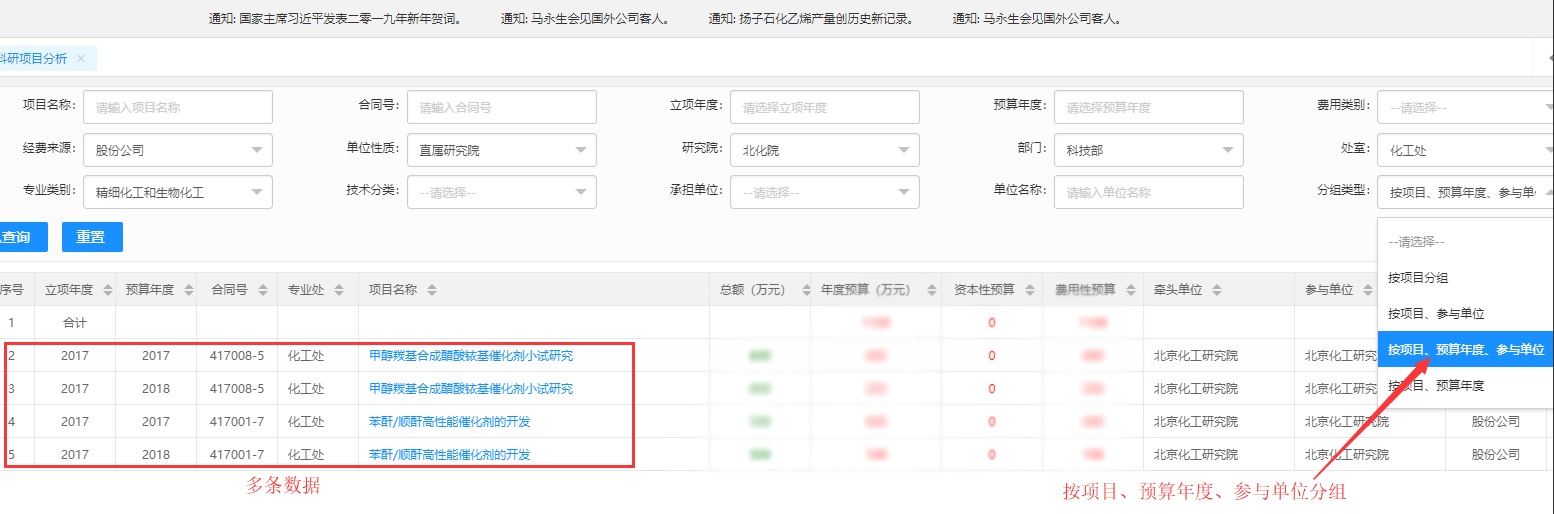 通知: 国家主席习近平发表二零一九年新年贺词。 通知: 马永生会见国外公司客人。 通知: 扬子石化乙烯产量创历史新记录。 通知: 马永生会见国外公司客人。
科研项目分析 ×
项目名称: 请输入项目名称 合同号: 请输入合同号 立项年度: 请选择立项年度 预算年度: 请选择预算年度 费用类别: --请选择--
经费来源: 股份公司 单位性质: 直属研究院 研究院: 北化院 部门: 科技部 处室: 化工处
专业类别: 精细化工和生物化工 技术分类: --请选择-- 承担单位: --请选择-- 单位名称: 请输入单位名称 分组类型: 按项目、预算年度、参与单
查询 重置
--请选择--
按项目分组
按项目、参与单位
按项目、预算年度、参与单位
按项目、预算年度
序号 立项年度 预算年度 合同号 专业处 项目名称 总额（万元） 年度预算（万元） 资本性预算 费用性预算 牵头单位 参与单位
1 合计 0
2 2017 2017 417008-5 化工处 甲醇羰基合成醋酸铱基催化剂小试研究 0 北京化工研究院 北京化工研究院
3 2017 2018 417008-5 化工处 甲醇羰基合成醋酸铱基催化剂小试研究 0 北京化工研究院 北京化工研究院
4 2017 2017 417001-7 化工处 苯酐/顺酐高性能催化剂的开发 0 北京化工研究院 北京化工研究院 股份公司
5 2017 2018 417001-7 化工处 苯酐/顺酐高性能催化剂的开发 0 北京化工研究院 北京化工研究院 股份公司
多条数据
按项目、预算年度、参与单位分组